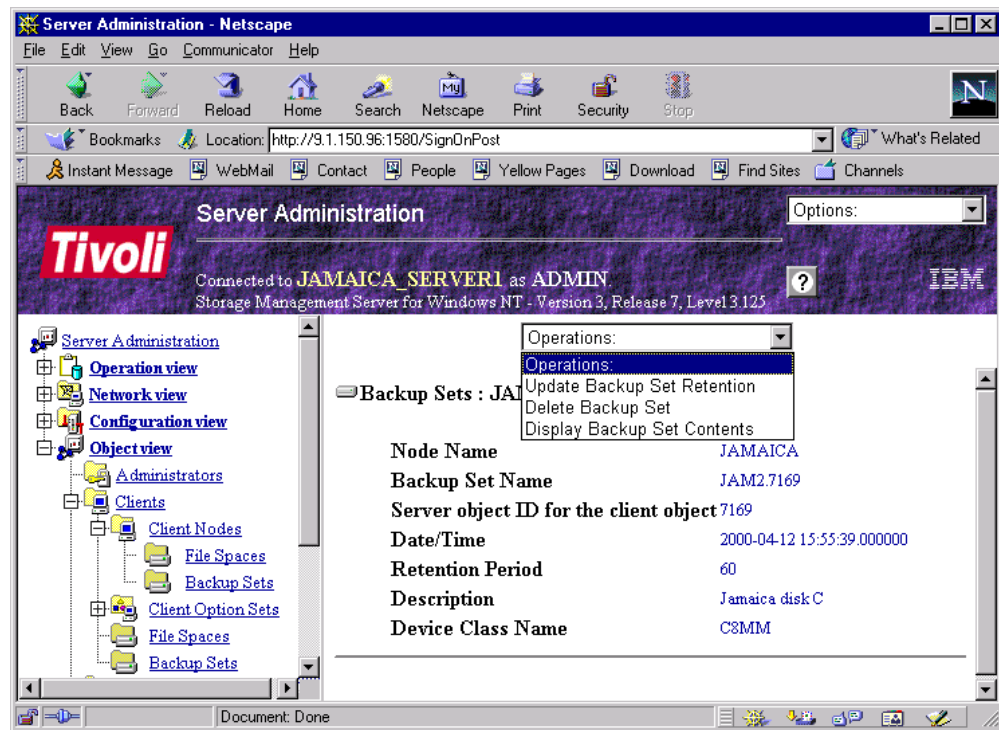 Server Administration - Netscape
File Edit View Go Communicator Help
Back Forward Reload Home Search Netscape Print Security Stop
My
N
Bookmarks Location: http://9.1.150.96:1580/SignOnPost What's Related
Instant Message WebMail Contact People Yellow Pages Download Find Sites Channels
Server Administration
Options:
Tivoli
Connected to JAMAICA_SERVER1 as ADMIN.
Storage Management Server for Windows NT - Version 3, Release 7, Level 3.125
?
IBM
Server Administration
Operation view
Network view
Configuration view
Object view
Administrators
Clients
Client Nodes
File Spaces
Backup Sets
Client Option Sets
File Spaces
Backup Sets
Operations:
Operations:
Update Backup Set Retention
Delete Backup Set
Display Backup Set Contents
Backup Sets :
Node Name JAMAICA
Backup Set Name JAM2.7169
Server object ID for the client object 7169
Date/Time 2000-04-12 15:55:39.000000
Retention Period 60
Description Jamaica disk C
Device Class Name C8MM
Document: Done